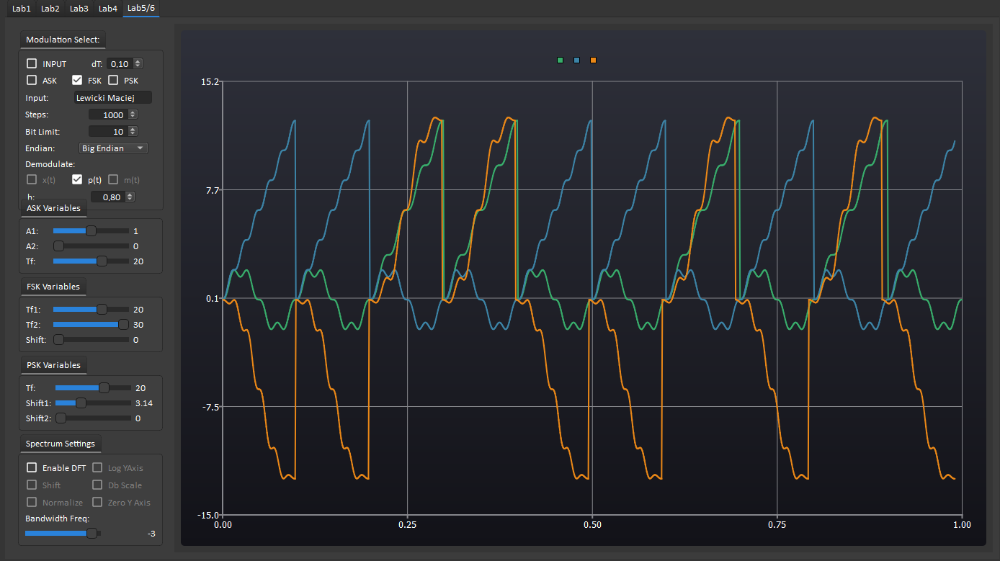 Lab1 Lab2 Lab3 Lab4 Lab5/6
Modulation Select:
INPUT dT: 0,10
ASK FSK PSK
Input: Lewicki Maciej
Steps: 1000
Bit Limit: 10
Endian: Big Endian
Demodulate:
x(t) p(t) m(t)
h: 0,80
ASK Variables
A1: 1
A2: 0
Tf: 20
FSK Variables
Tf1: 20
Tf2: 30
Shift: 0
PSK Variables
Tf: 20
Shift1: 3.14
Shift2: 0
Spectrum Settings
Enable DFT Log YAxis
Shift Db Scale
Normalize Zero Y Axis
Bandwidth Freq:
-3
15.2
7.7
0.1
-7.5
-15.0
0.00 0.25 0.50 0.75 1.00